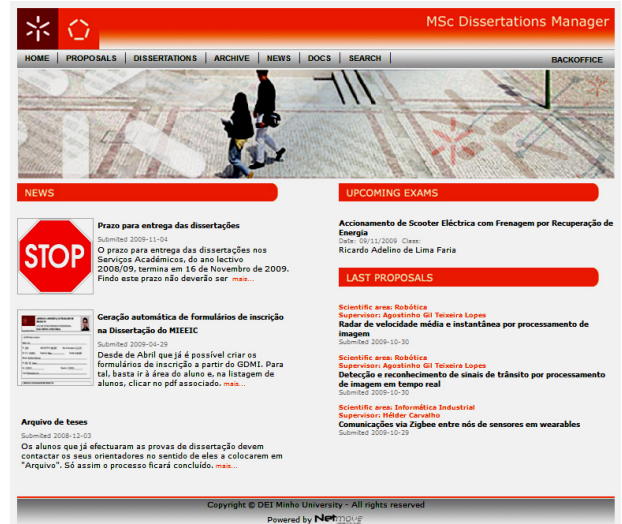 MSc Dissertations Manager
HOME PROPOSALS DISSERTATIONS ARCHIVE NEWS DOCS SEARCH BACKOFFICE
NEWS
STOP
Prazo para entrega das dissertações
Submited 2009-11-04
O prazo para entrega das dissertações nos
Serviços Académicos, do ano lectivo
2008/09, termina em 16 de Novembro de 2009.
Findo este prazo não deverão ser mais...
Geração automática de formulários de inscrição
na Dissertação do MIEEIC
Submited 2009-04-29
Desde de Abril que já é possível criar os
formulários de inscrição a partir do GDMI. Para
tal, basta ir à área do aluno e, na listagem de
alunos, clicar no pdf associado. mais...
Arquivo de teses
Submited 2008-12-03
Os alunos que já efectuaram as provas de dissertação devem
contactar os seus orientadores no sentido de eles a colocarem em
"Arquivo". Só assim o processo ficará concluído. mais...
UPCOMING EXAMS
Accionamento de Scooter Eléctrica com Frenagem por Recuperação de
Energia
Date: 09/11/2009 Class:
Ricardo Adelino de Lima Faria
LAST PROPOSALS
Scientific area: Robótica
Supervisor: Agostinho Gil Teixeira Lopes
Radar de velocidade média e instantânea por processamento de
imagem
Submited 2009-10-30
Scientific area: Robótica
Supervisor: Agostinho Gil Teixeira Lopes
Detecção e reconhecimento de sinais de trânsito por processamento
de imagem em tempo real
Submited 2009-10-30
Scientific area: Informática Industrial
Supervisor: Hélder Carvalho
Comunicações via Zigbee entre nós de sensores em wearables
Submited 2009-10-29
Copyright © DEI Minho University - All rights reserved
Powered by Netmove